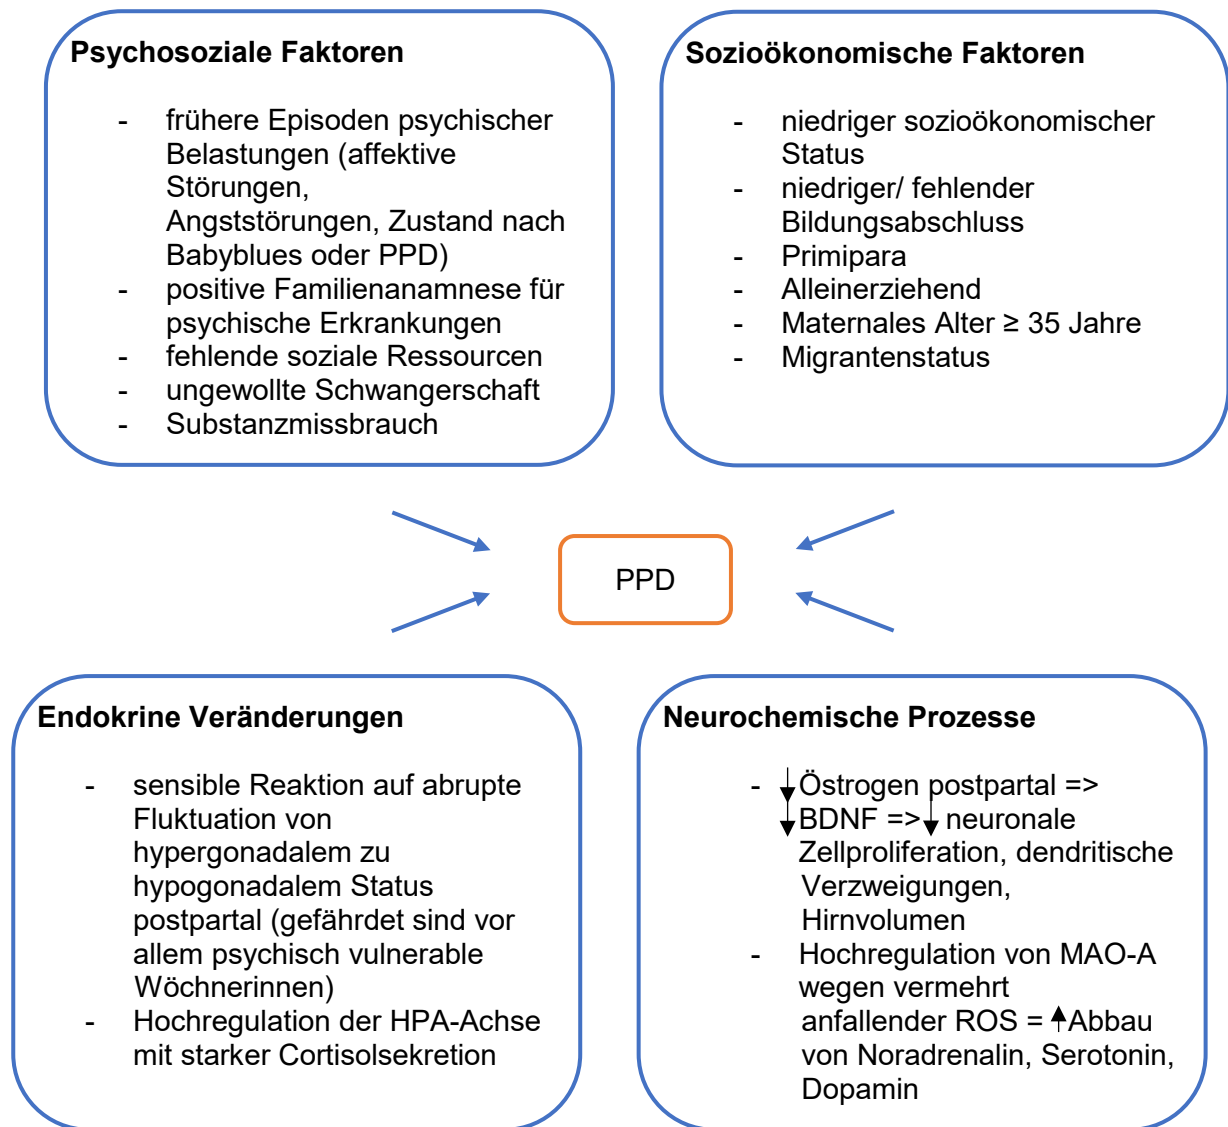 Psychosoziale Faktoren
- frühere Episoden psychischer
Belastungen (affektive
Störungen,
Angststörungen, Zustand nach
Babyblues oder PPD)
- positive Familienanamnese für
psychische Erkrankungen
- fehlende soziale Ressourcen
- ungewollte Schwangerschaft
- Substanzmissbrauch
Sozioökonomische Faktoren
- niedriger sozioökonomischer
Status
- niedriger/ fehlender
Bildungsabschluss
- Primipara
- Alleinerziehend
- Maternales Alter ≥ 35 Jahre
- Migrantenstatus
PPD
Endokrine Veränderungen
- sensible Reaktion auf abrupte
Fluktuation von
hypergonadalem zu
hypogonadalem Status
postpartal (gefährdet sind vor
allem psychisch vulnerable
Wöchnerinnen)
- Hochregulation der HPA-Achse
mit starker Cortisolsekretion
Neurochemische Prozesse
- ↓Östrogen postpartal =>
↓BDNF =>↓ neuronale
Zellproliferation, dendritische
Verzweigungen,
Hirnvolumen
- Hochregulation von MAO-A
wegen vermehrt
anfallender ROS = ↑Abbau
von Noradrenalin, Serotonin,
Dopamin